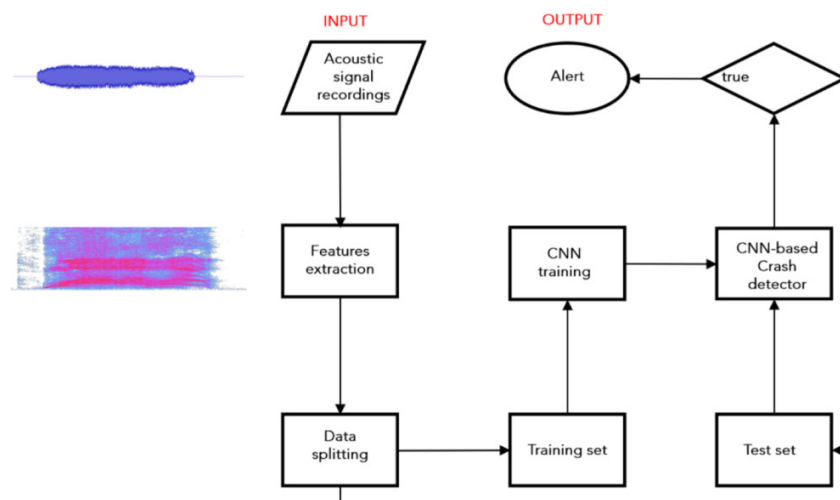 INPUT
OUTPUT
Acoustic
signal
recordings
Alert
true
Features
extraction
CNN
training
CNN-based
Crash
detector
Data
splitting
Training set
Test set